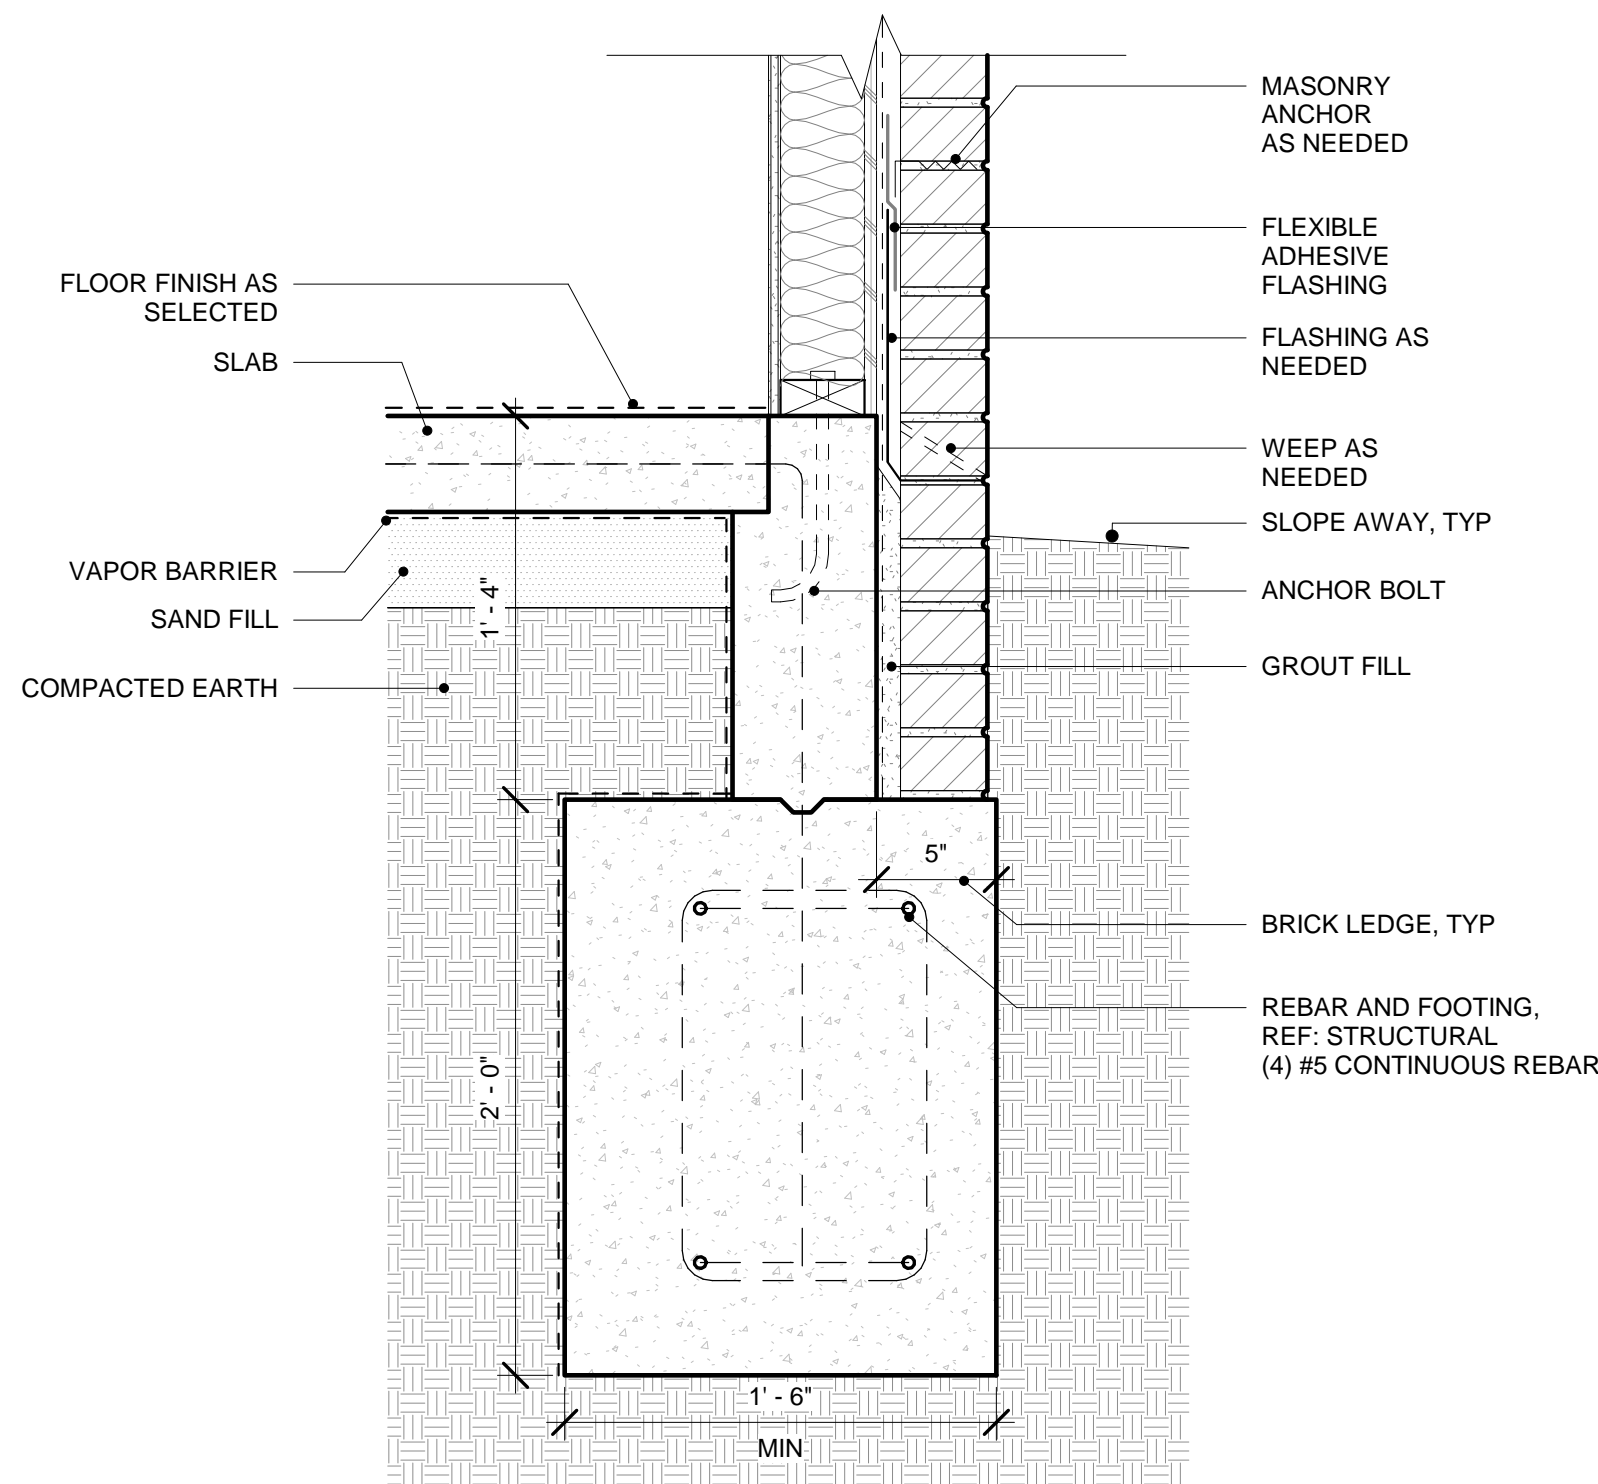 FLOOR FINISH AS
SELECTED
SLAB
VAPOR BARRIER
SAND FILL
COMPACTED EARTH
1' - 4"
2' - 0"
5"
1' - 6"
MIN
MASONRY
ANCHOR
AS NEEDED
FLEXIBLE
ADHESIVE
FLASHING
FLASHING AS
NEEDED
WEEP AS
NEEDED
SLOPE AWAY, TYP
ANCHOR BOLT
GROUT FILL
BRICK LEDGE, TYP
REBAR AND FOOTING,
REF: STRUCTURAL
(4) #5 CONTINUOUS REBAR